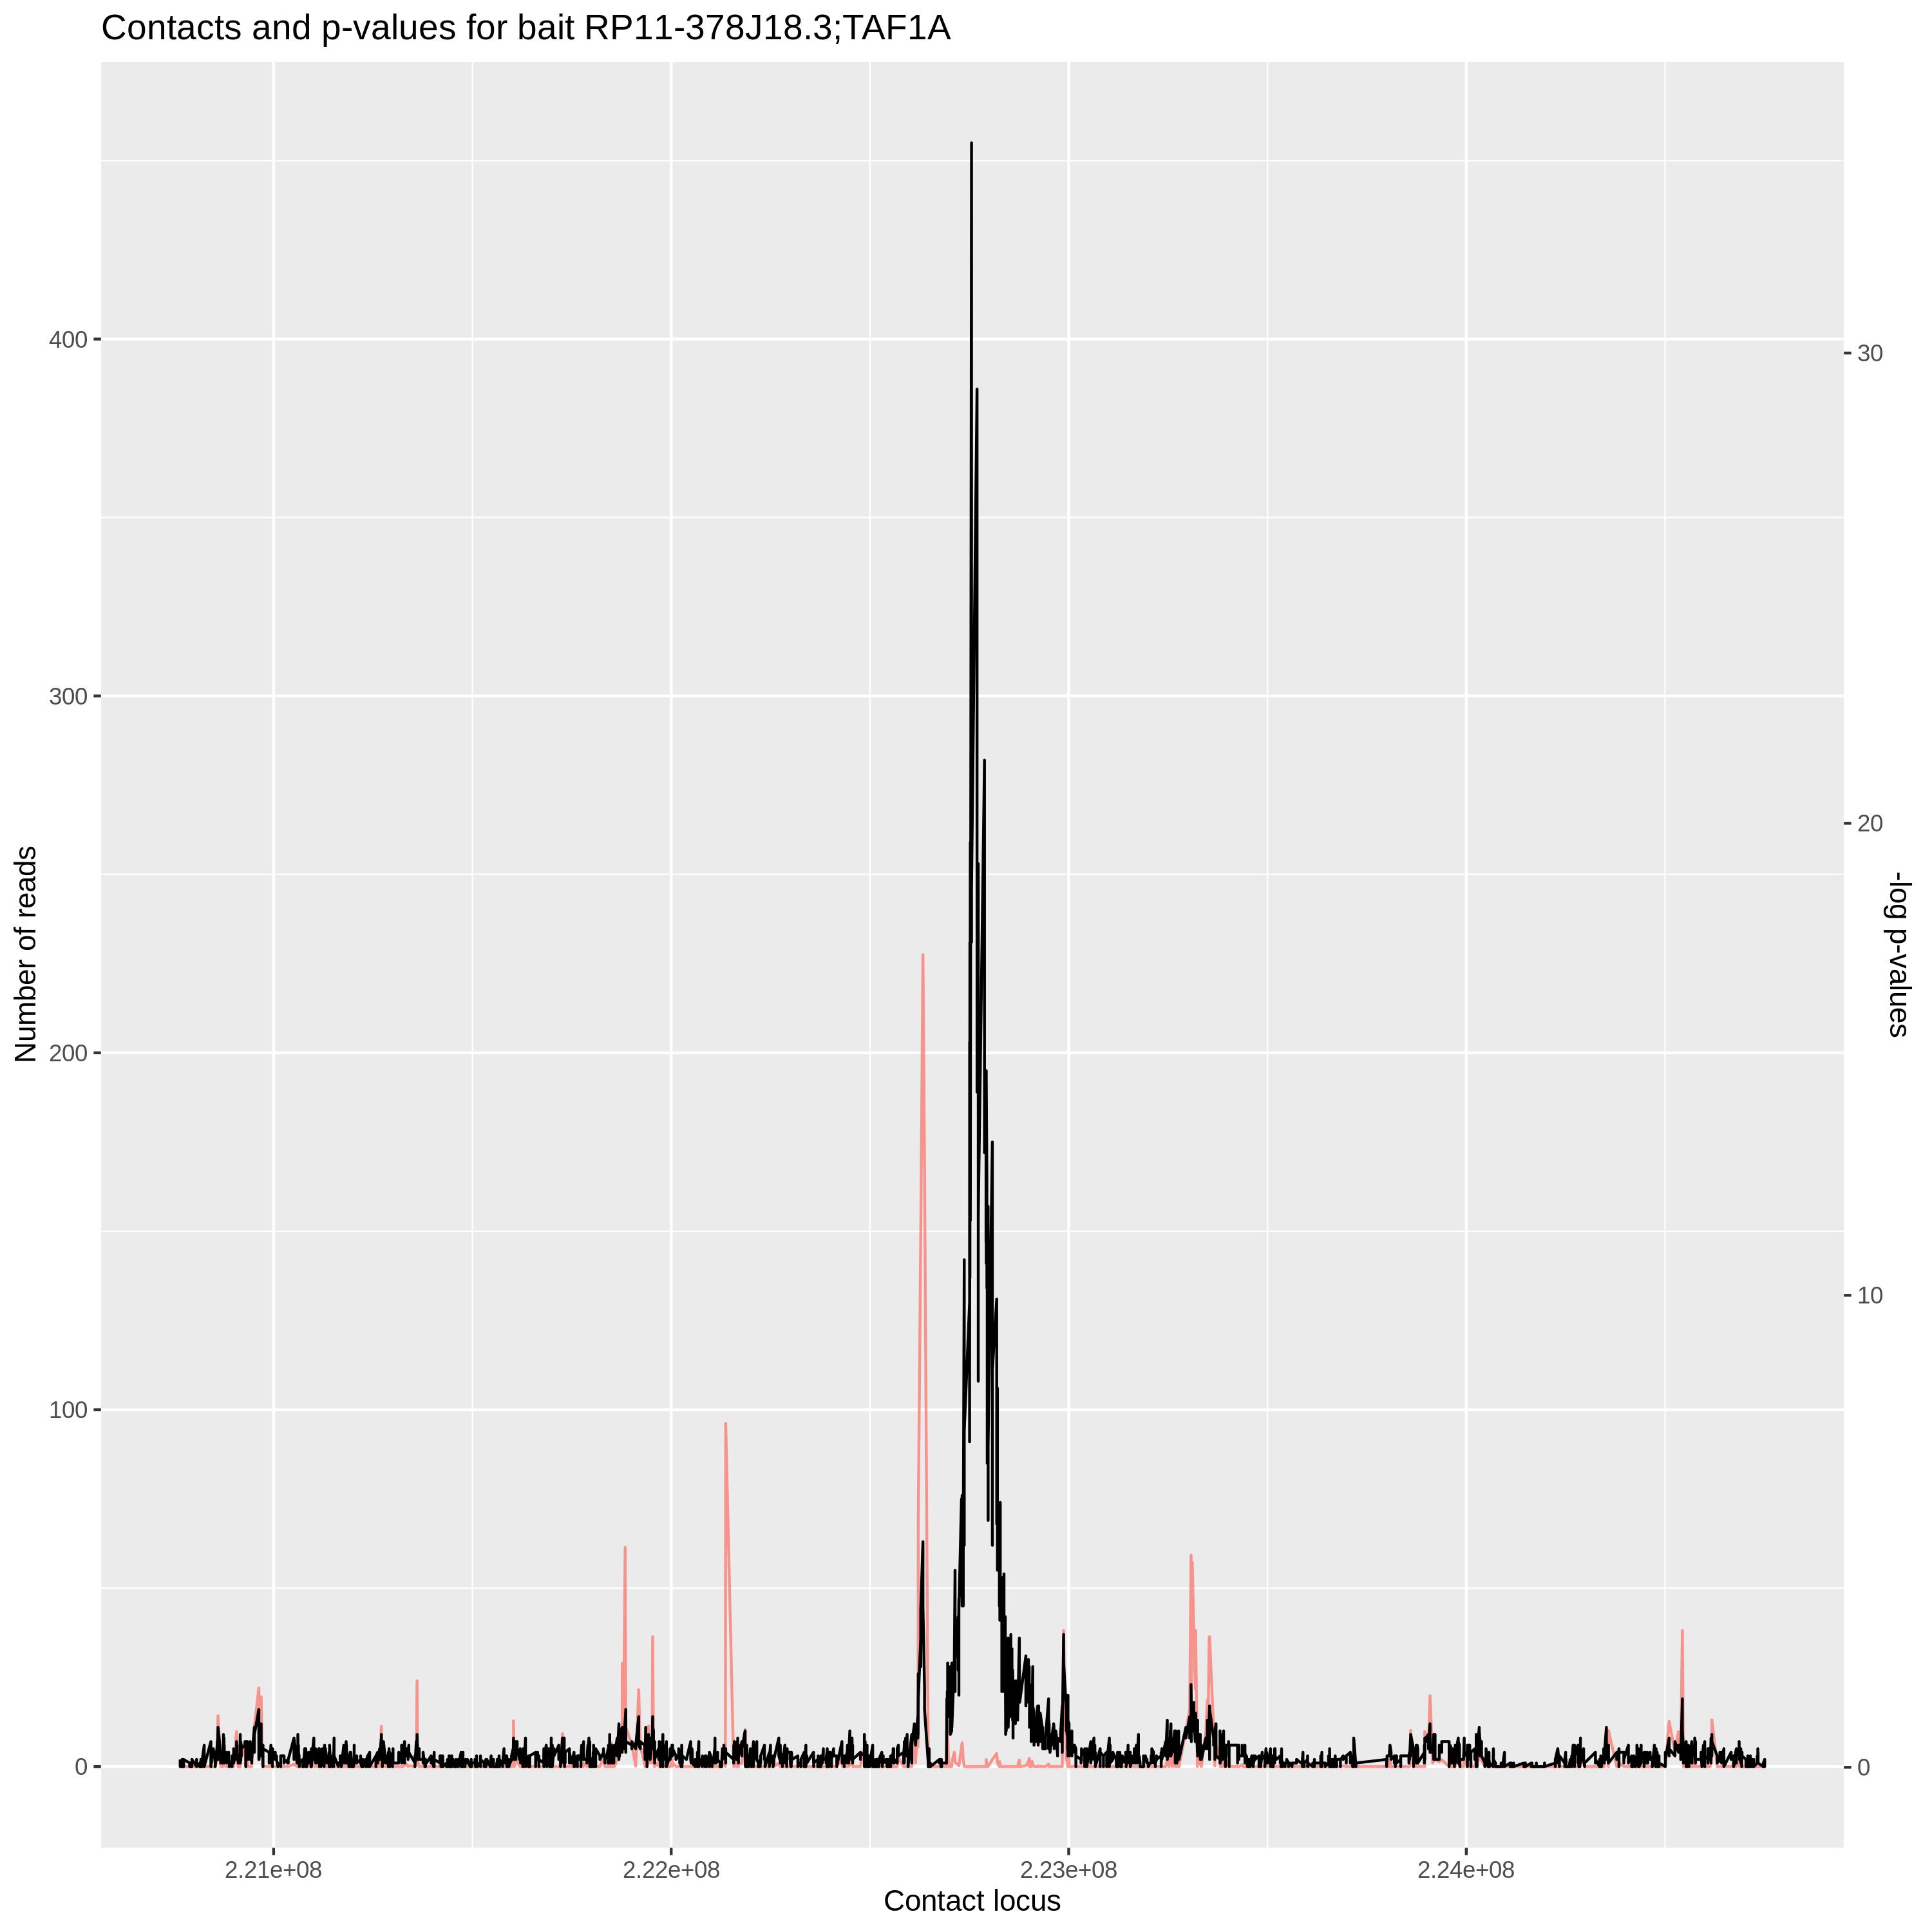 Contacts and p-values for bait RP11-378J18.3;TAF1A
Number of reads
400
300
200
100
0
30
20
10
0
-log p-values
2.21e+08
2.22e+08
2.23e+08
2.24e+08
Contact locus